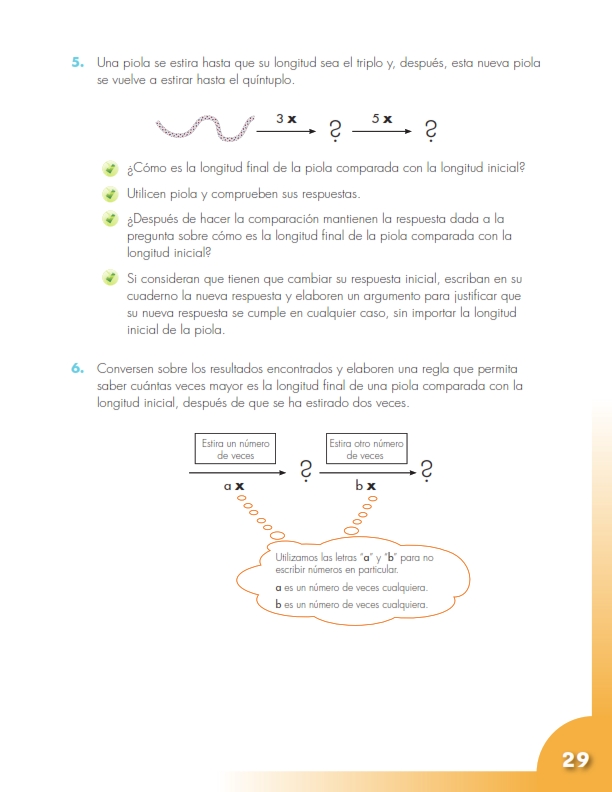 5. Una piola se estira hasta que su longitud sea el triplo y, después, esta nueva piola
se vuelve a estirar hasta el quíntuplo.
3 x ? 5 x ?
¿Cómo es la longitud final de la piola comparada con la longitud inicial?
Utilicen piola y comprueben sus respuestas.
¿Después de hacer la comparación mantienen la respuesta dada a la
pregunta sobre cómo es la longitud final de la piola comparada con la
longitud inicial?
Si consideran que tienen que cambiar su respuesta inicial, escriban en su
cuaderno la nueva respuesta y elaboren un argumento para justificar que
su nueva respuesta se cumple en cualquier caso, sin importar la longitud
inicial de la piola.
6. Conversen sobre los resultados encontrados y elaboren una regla que permita
saber cuántas veces mayor es la longitud final de una piola comparada con la
longitud inicial, después de que se ha estirado dos veces.
Estira un número
de veces
a x
?
Estira otro número
de veces
b x
?
Utilizamos las letras "a" y "b" para no
escribir números en particular.
a es un número de veces cualquiera.
b es un número de veces cualquiera.
29